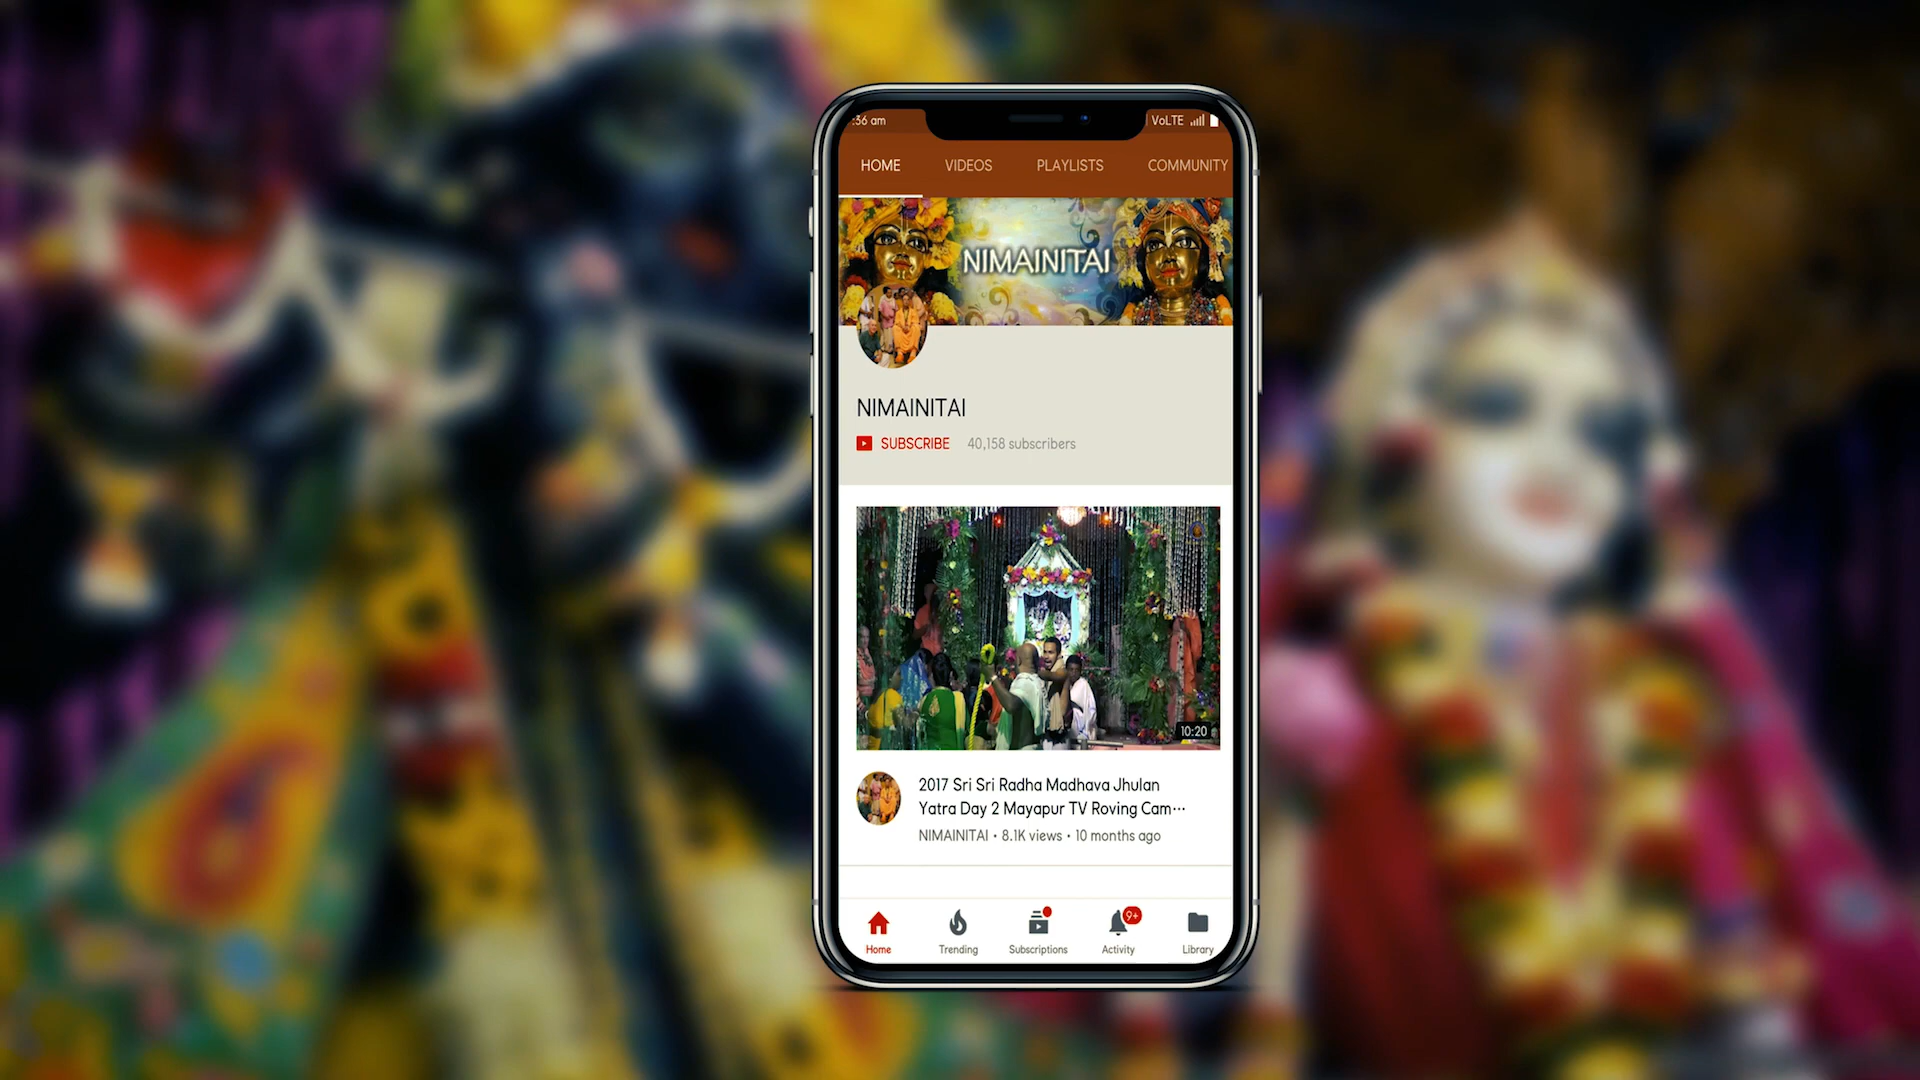 :36 am
VoLTE
HOME VIDEOS PLAYLISTS COMMUNITY
NIMAINITAI
NIMAINITAI
SUBSCRIBE 40,158 subscribers
10:20
2017 Sri Sri Radha Madhava Jhulan
Yatra Day 2 Mayapur TV Roving Cam···
NIMAINITAI • 8.1K views • 10 months ago
9+
Home Trending Subscriptions Activity Library